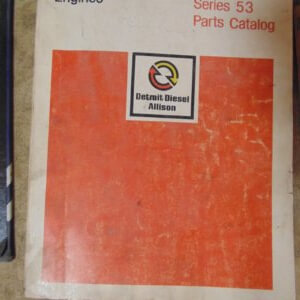 Engines
Series 53
Parts Catalog
Detroit Diesel
Allison